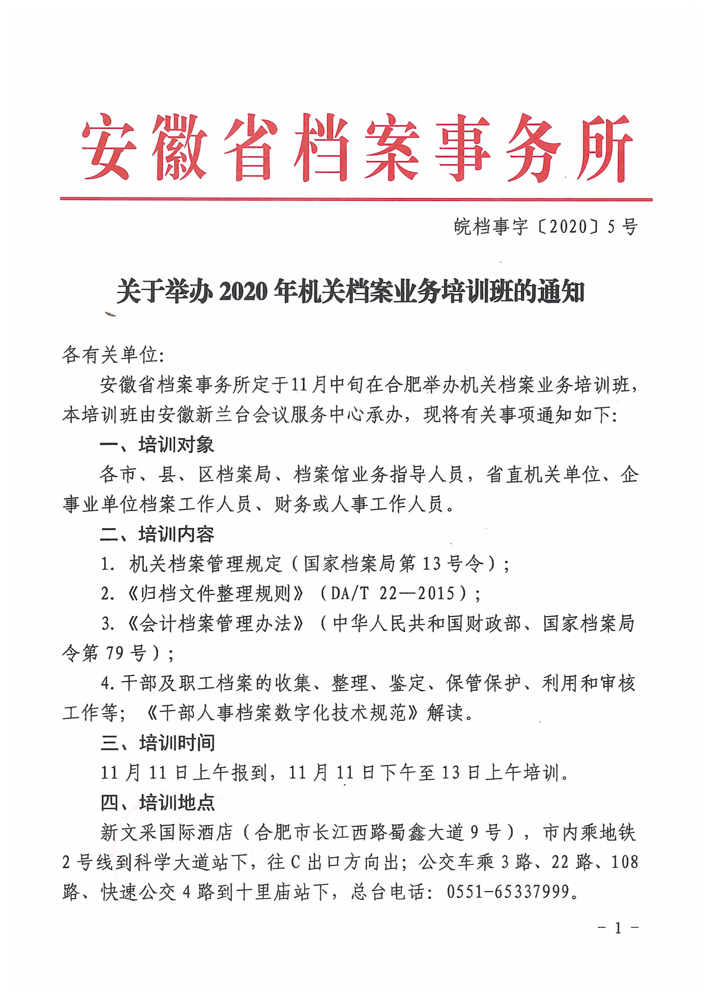 安徽省档案事务所
皖档事字〔2020〕5号
关于举办2020年机关档案业务培训班的通知
各有关单位:
安徽省档案事务所定于11月中旬在合肥举办机关档案业务培训班,
本培训班由安徽新兰台会议服务中心承办，现将有关事项通知如下:
一、培训对象
各市、县、区档案局、档案馆业务指导人员，省直机关单位、企
事业单位档案工作人员、财务或人事工作人员。
二、培训内容
1. 机关档案管理规定（国家档案局第13号令）;
2.《归档文件整理规则》（DA/T 22—2015）;
3.《会计档案管理办法》（中华人民共和国财政部、国家档案局
令第79号）;
4.干部及职工档案的收集、整理、鉴定、保管保护、利用和审核
工作等; 《干部人事档案数字化技术规范》解读。
三、培训时间
11月11日上午报到，11月11日下午至13日上午培训。
四、培训地点
新文采国际酒店（合肥市长江西路蜀鑫大道9号），市内乘地铁
2号线到科学大道站下，往C出口方向出；公交车乘3路、22路、108
路、快速公交4路到十里庙站下，总台电话：0551-65337999。
- 1 -